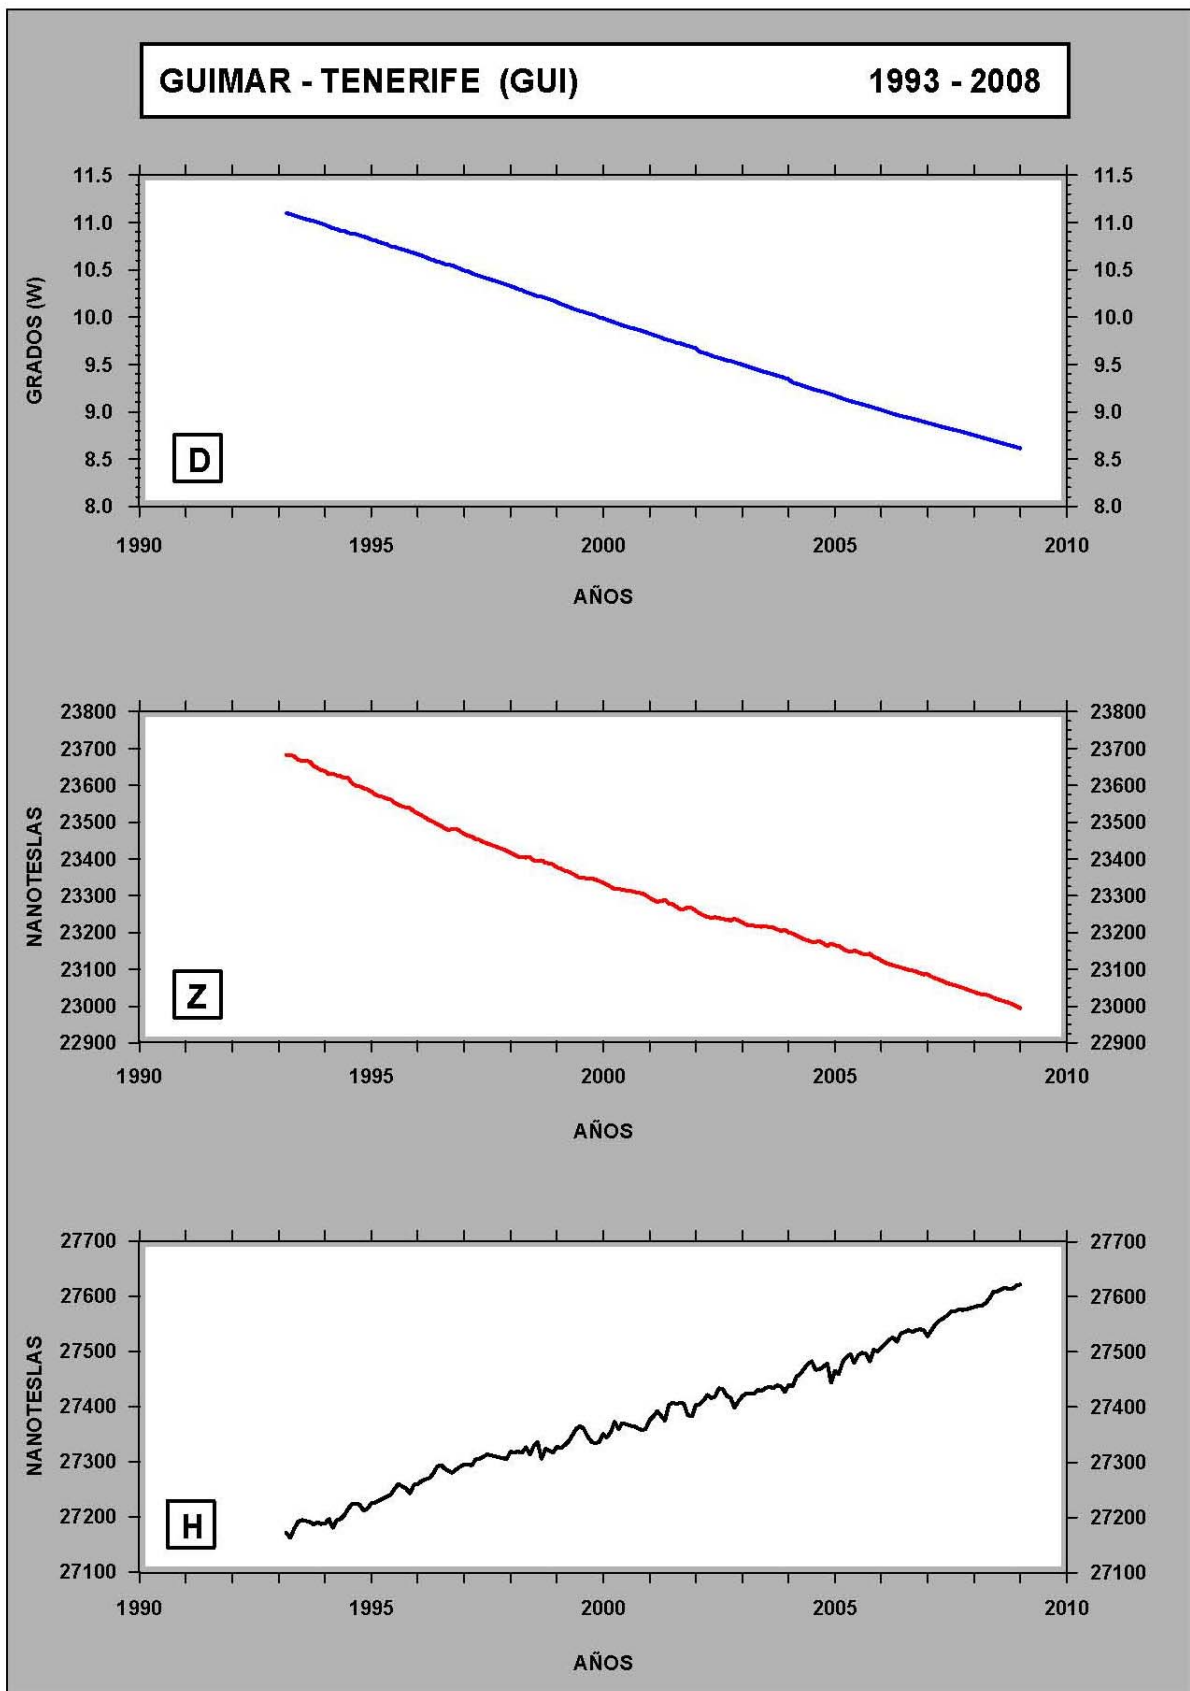 GUIMAR - TENERIFE (GUI) 1993 - 2008
11.5 11.5
11.0 11.0
10.5 10.5
10.0 10.0
9.5 9.5
9.0 9.0
8.5 8.5
8.0 8.0
GRADOS (W)
D
1990 1995 2000 2005 2010
AÑOS
23800 23800
23700 23700
23600 23600
23500 23500
23400 23400
23300 23300
23200 23200
23100 23100
23000 23000
22900 22900
NANOTESLAS
Z
1990 1995 2000 2005 2010
AÑOS
27700 27700
27600 27600
27500 27500
27400 27400
27300 27300
27200 27200
27100 27100
NANOTESLAS
H
1990 1995 2000 2005 2010
AÑOS